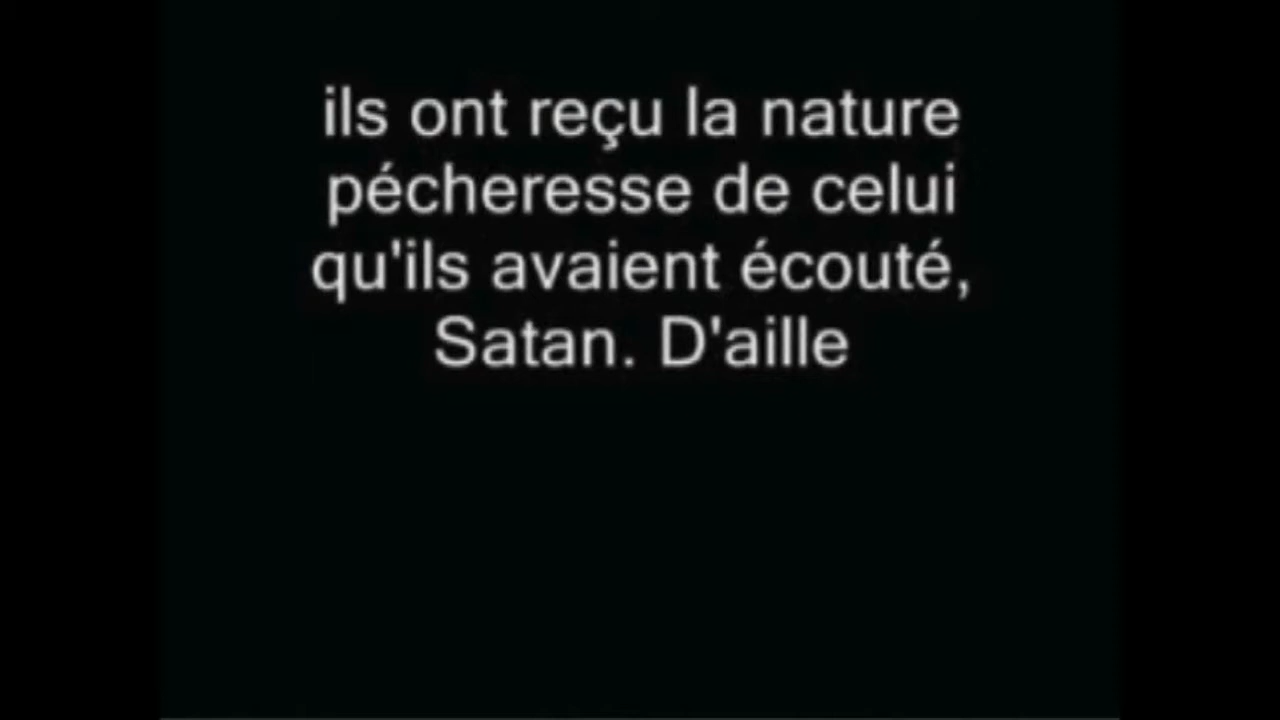 ils ont reçu la nature
pécheresse de celui
qu'ils avaient écouté,
Satan. D'aille